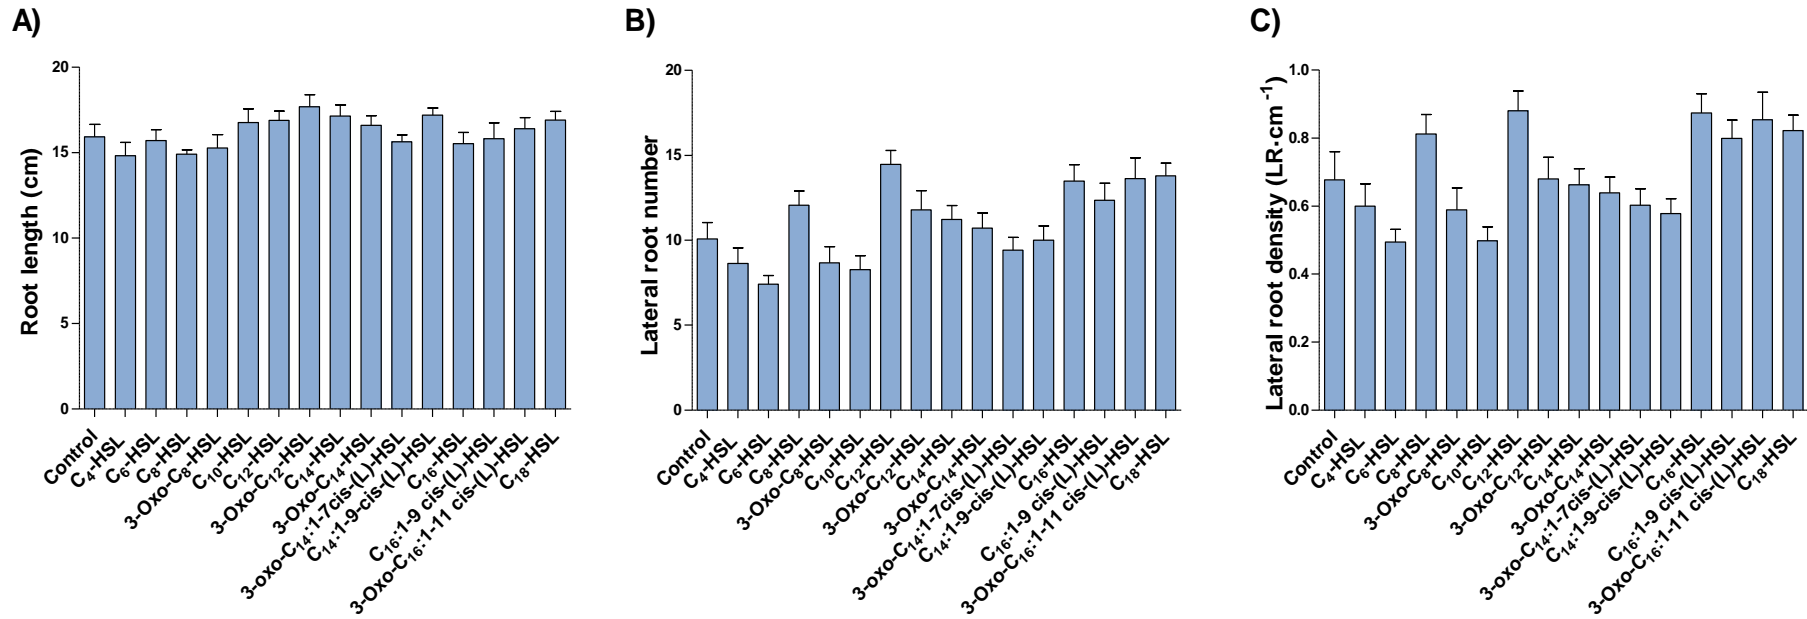 A)
Root length (cm)
20
15
10
5
0
Control
C₄-HSL
C₆-HSL
C₈-HSL
3-Oxo-C₈-HSL
C₁₀-HSL
C₁₂-HSL
3-Oxo-C₁₂-HSL
C₁₄-HSL
3-Oxo-C₁₄-HSL
3-oxo-C₁₄:1-7cis-(L)-HSL
C₁₄:1-9-cis-(L)-HSL
C₁₆-HSL
C₁₆:1-9 cis-(L)-HSL
3-Oxo-C₁₆:1-11 cis-(L)-HSL
C₁₈-HSL
B)
Lateral root number
20
15
10
5
0
Control
C₄-HSL
C₆-HSL
C₈-HSL
3-Oxo-C₈-HSL
C₁₀-HSL
C₁₂-HSL
3-Oxo-C₁₂-HSL
C₁₄-HSL
3-Oxo-C₁₄-HSL
3-oxo-C₁₄:1-7cis-(L)-HSL
C₁₄:1-9-cis-(L)-HSL
C₁₆-HSL
C₁₆:1-9 cis-(L)-HSL
3-Oxo-C₁₆:1-11 cis-(L)-HSL
C₁₈-HSL
C)
Lateral root density (LR·cm⁻¹)
1.0
0.8
0.6
0.4
0.2
0.0
Control
C₄-HSL
C₆-HSL
C₈-HSL
3-Oxo-C₈-HSL
C₁₀-HSL
C₁₂-HSL
3-Oxo-C₁₂-HSL
C₁₄-HSL
3-Oxo-C₁₄-HSL
3-oxo-C₁₄:1-7cis-(L)-HSL
C₁₄:1-9-cis-(L)-HSL
C₁₆-HSL
C₁₆:1-9 cis-(L)-HSL
3-Oxo-C₁₆:1-11 cis-(L)-HSL
C₁₈-HSL